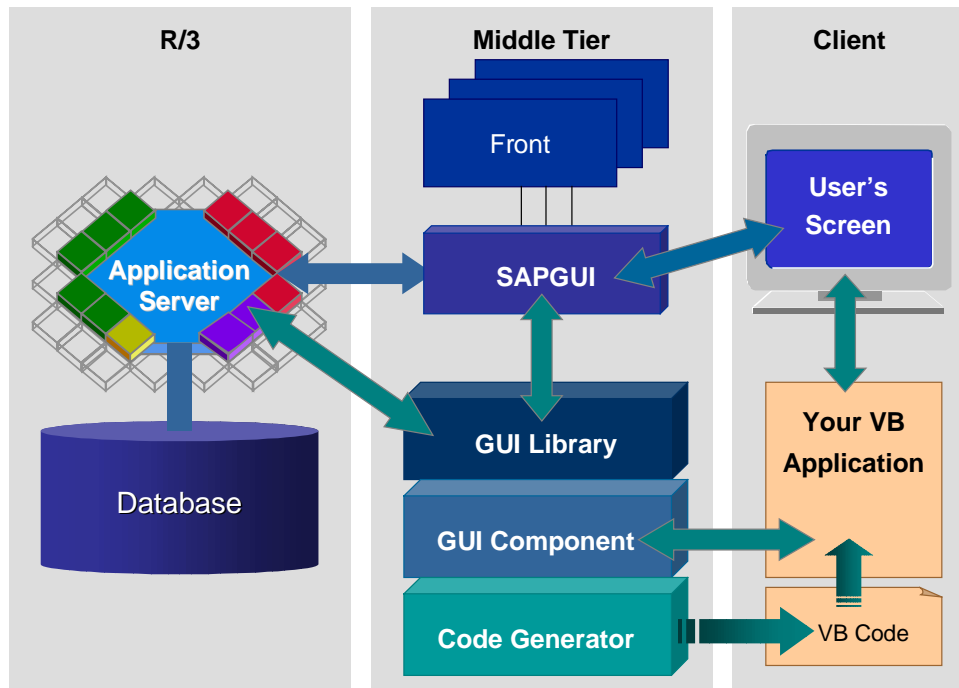 R/3
Middle Tier
Client
Front
User's
Screen
Application
Server
SAPGUI
Database
GUI Library
GUI Component
Code Generator
Your VB
Application
VB Code